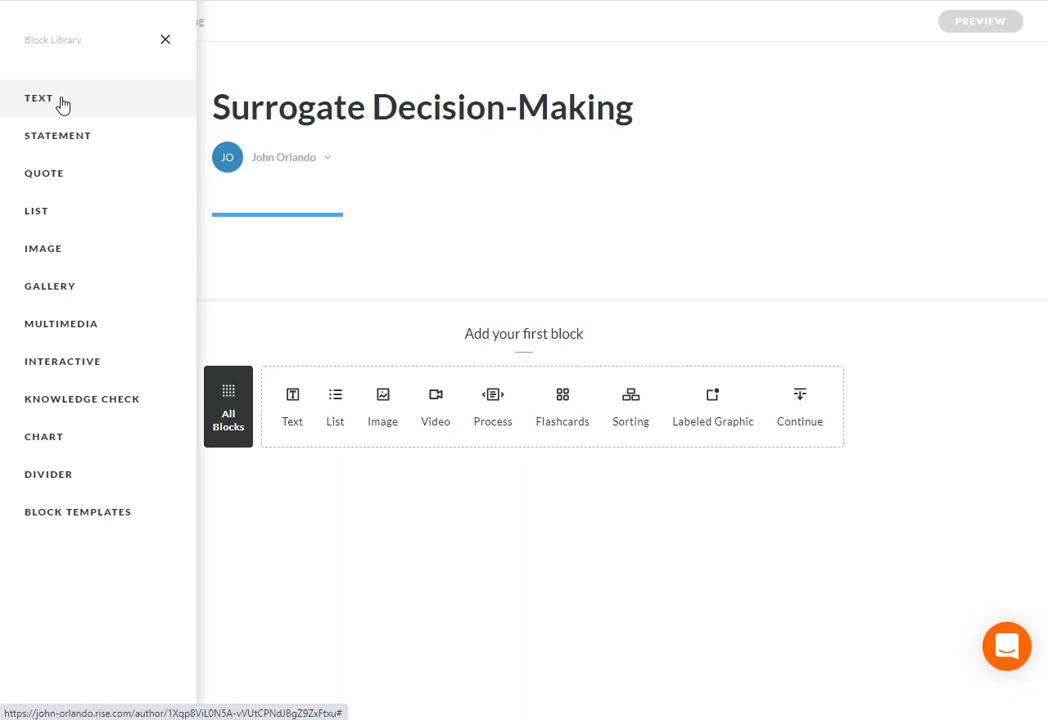 Block Library
TEXT
STATEMENT
QUOTE
LIST
IMAGE
GALLERY
MULTIMEDIA
INTERACTIVE
KNOWLEDGE CHECK
CHART
DIVIDER
BLOCK TEMPLATES
g
PREVIEW
Surrogate Decision-Making
JO
John Orlando
Add your first block
All
Blocks
Text
List
Image
Video
Process
Flashcards
Sorting
Labeled Graphic
Continue
https://john-orlando.rise.com/author/1Xqp8ViL0N5A-vVUtCPNdJBgZ9ZxFtxu#